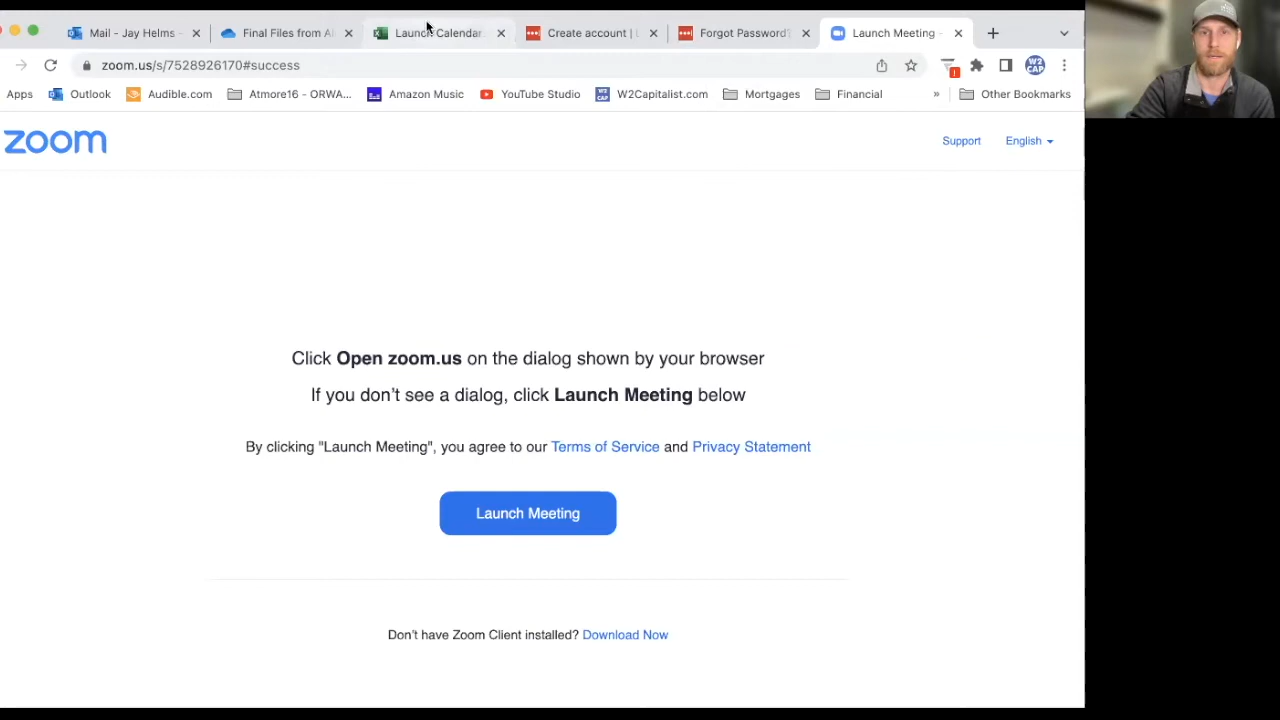 Mail - Jay Helms
Final Files from A
Launch Calendar
Create account |
Forgot Password?
Launch Meeting -
zoom.us/s/7528926170#success
W2
CAP
Apps
Outlook
Audible.com
Atmore16 - ORWA...
Amazon Music
YouTube Studio
W2
CAP
W2Capitalist.com
Mortgages
Financial
»
Other Bookmarks
zoom
Support
English
Click Open zoom.us on the dialog shown by your browser
If you don't see a dialog, click Launch Meeting below
By clicking "Launch Meeting", you agree to our Terms of Service and Privacy Statement
Launch Meeting
Don't have Zoom Client installed? Download Now